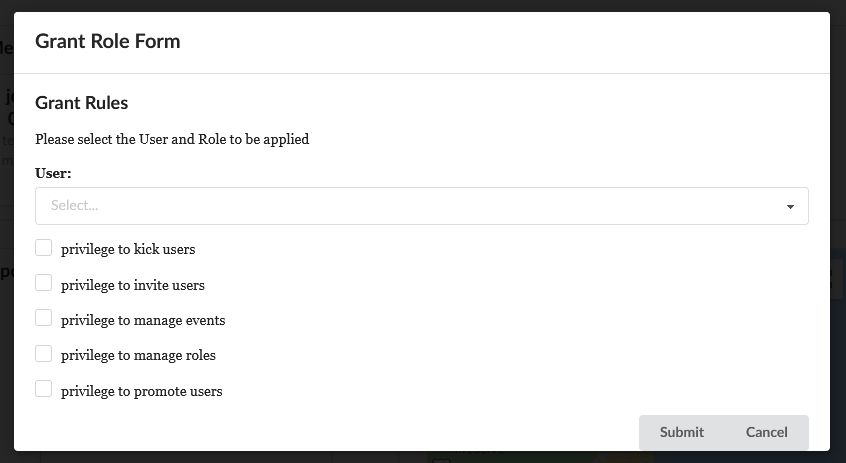 Grant Role Form
Grant Rules
Please select the User and Role to be applied
User:
Select...
privilege to kick users
privilege to invite users
privilege to manage events
privilege to manage roles
privilege to promote users
Submit Cancel